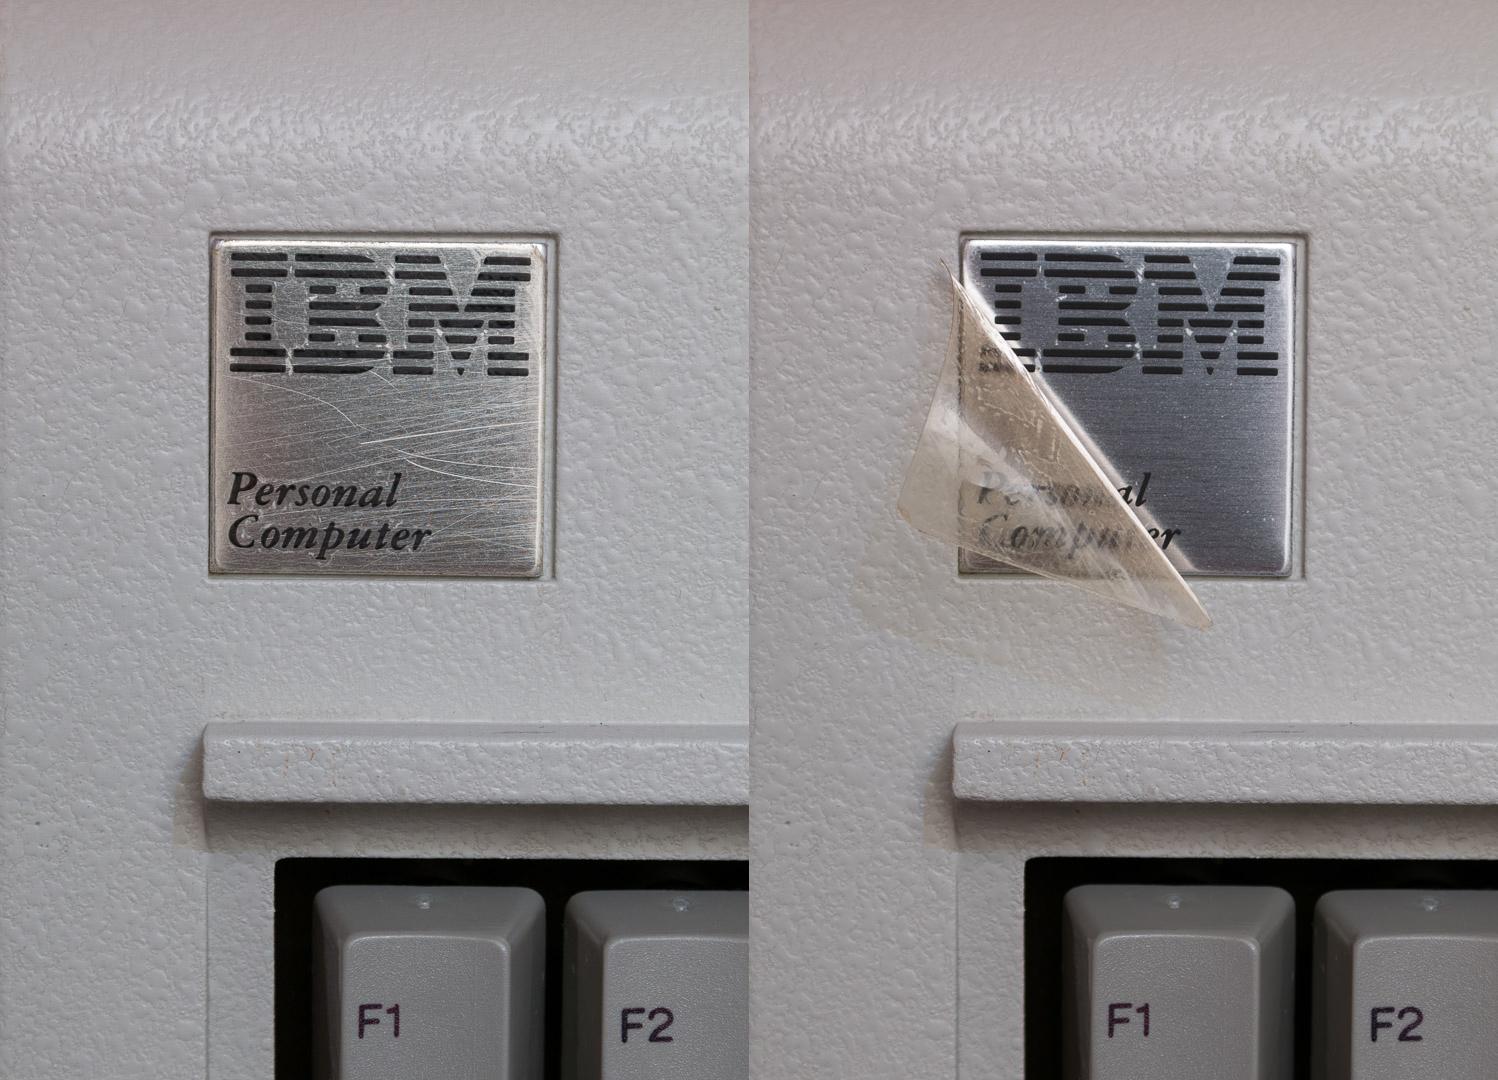 IBM
Personal
Computer
F1
F2
IBM
Personal
Computer
F1
F2